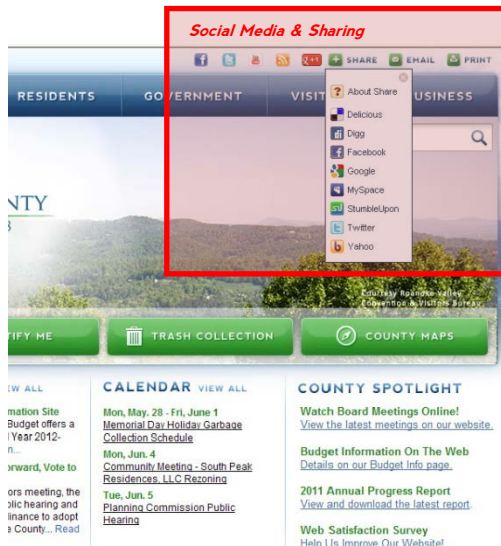 Social Media & Sharing
SHARE EMAIL PRINT
RESIDENTS GOVERNMENT VISIT USINESS
About Share
Delicious
Digg
Facebook
Google
MySpace
StumbleUpon
Twitter
Yahoo
NTY
Courtesy Roanoke Valley
Convention & Visitors Bureau
TIFY ME TRASH COLLECTION COUNTY MAPS
EW ALL
mation Site
Budget offers a
l Year 2012-
n...
orward, Vote to
ors meeting, the
blic hearing and
linance to adopt
e County... Read
CALENDAR VIEW ALL
Mon, May. 28 - Fri, June 1
Memorial Day Holiday Garbage
Collection Schedule
Mon, Jun. 4
Community Meeting - South Peak
Residences, LLC Rezoning
Tue, Jun. 5
Planning Commission Public
Hearing
COUNTY SPOTLIGHT
Watch Board Meetings Online!
View the latest meetings on our website.
Budget Information On The Web
Details on our Budget Info page.
2011 Annual Progress Report
View and download the latest report.
Web Satisfaction Survey
Help Us Improve Our Website!